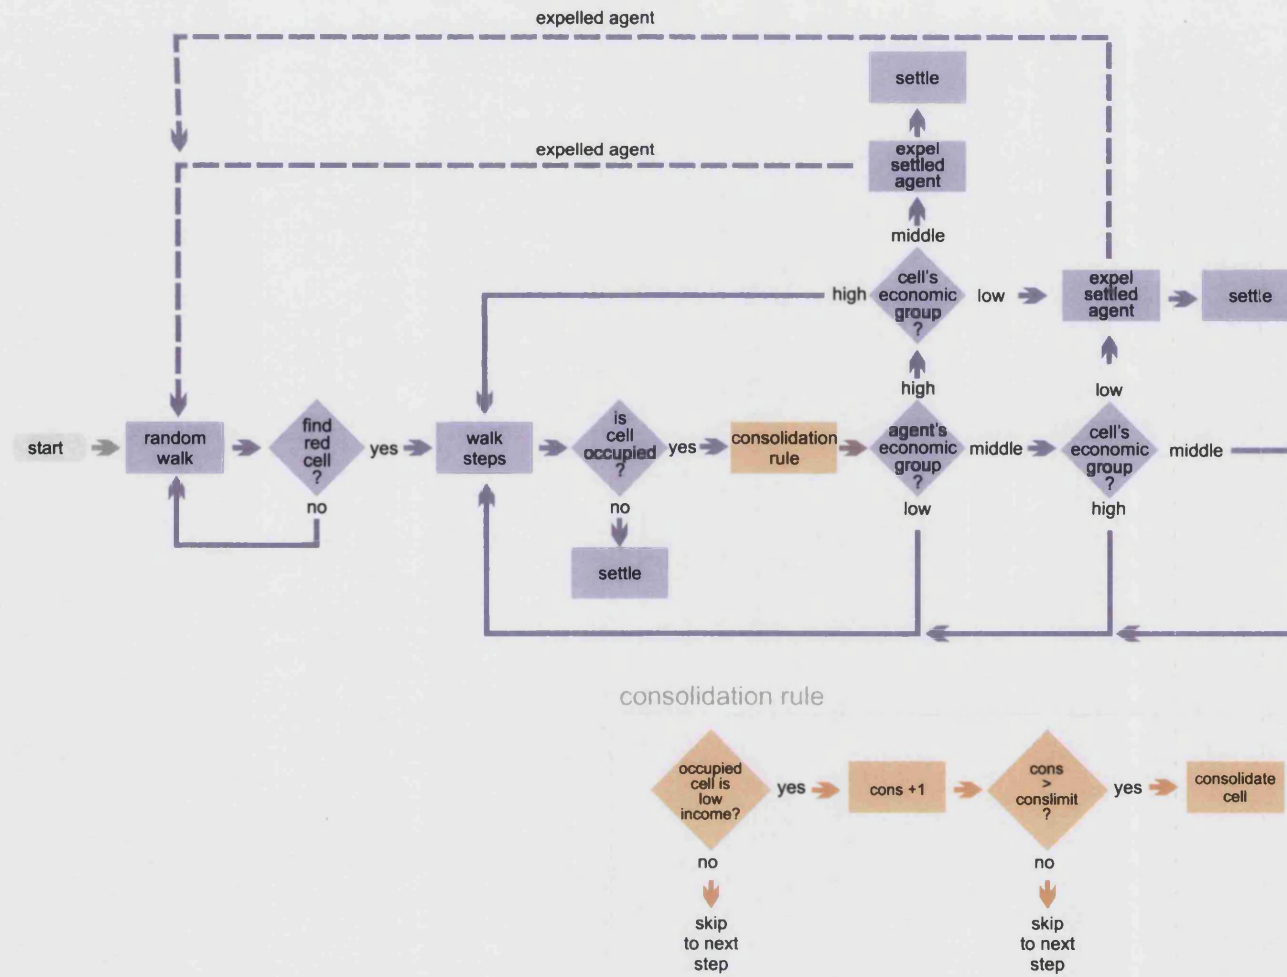 expelled agent
settle
expelled agent
expel
settled
agent
middle
high
cell's
economic
group
?
low
expel
settled
agent
settle
high
low
start
random
walk
find
red
cell
?
yes
walk
steps
is
cell
occupied
?
yes
consolidation
rule
agent's
economic
group
?
middle
cell's
economic
group
?
middle
no
no
low
high
settle
consolidation rule
occupied
cell is
low
income?
yes
cons +1
cons
>
conslimit
?
yes
consolidate
cell
no
no
skip
to next
step
skip
to next
step